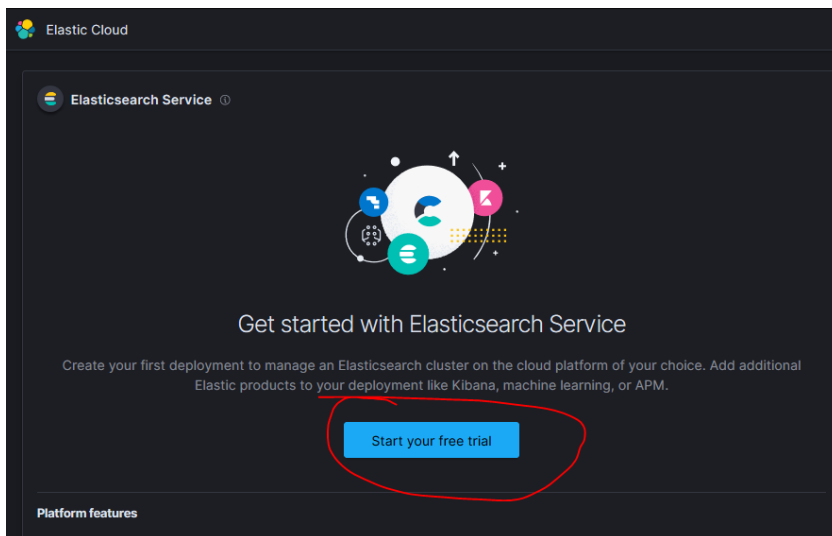 Elastic Cloud
Elasticsearch Service
Get started with Elasticsearch Service
Create your first deployment to manage an Elasticsearch cluster on the cloud platform of your choice. Add additional
Elastic products to your deployment like Kibana, machine learning, or APM.
Start your free trial
Platform features